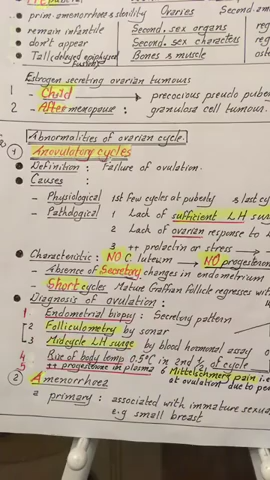 prim. amenorrhoea & sterility Ovaries Second.
remain infantile Second. sex organs
don't appear Second. sex characters
Tall Bones & muscle
Estrogen secreting ovarian tumours
1 - Child → precocious pseudo puber
2 - After menopause : granulosa cell tumour.
Abnormalities of ovarian cycle.
① Anovulatory cycles
Definition : Failure of ovulation.
Causes :
- Physiological 1st few cycles at puberty & last
- Pathological 1 Lack of sufficient LH sur
2 Lack of ovarian response to
3 ++ prolactin or stress →
Characteristic : NO C. luteum → NO progester
- Absence of Secretory changes in endometrium
Short cycles Mature Graffian follicle regresses
Diagnosis of ovulation :
1 Endometrial biopsy : Secretory pattern
2 Folliculometry by sonar
3 Midcycle LH surge by blood hormonal assay
4 Rise of body temp 0.5°C in 2nd ½ of cycle
5 ++ progesterone in plasma 6 Mittelschmerz pain i.e
at ovulation due to
② Amenorrhoea
a primary : associated with immature sexua
e.g small breast